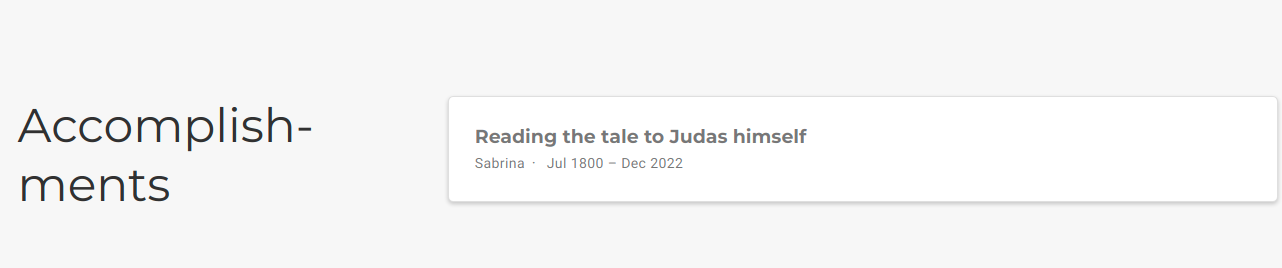 Accomplish-
ments
Reading the tale to Judas himself
Sabrina · Jul 1800 – Dec 2022